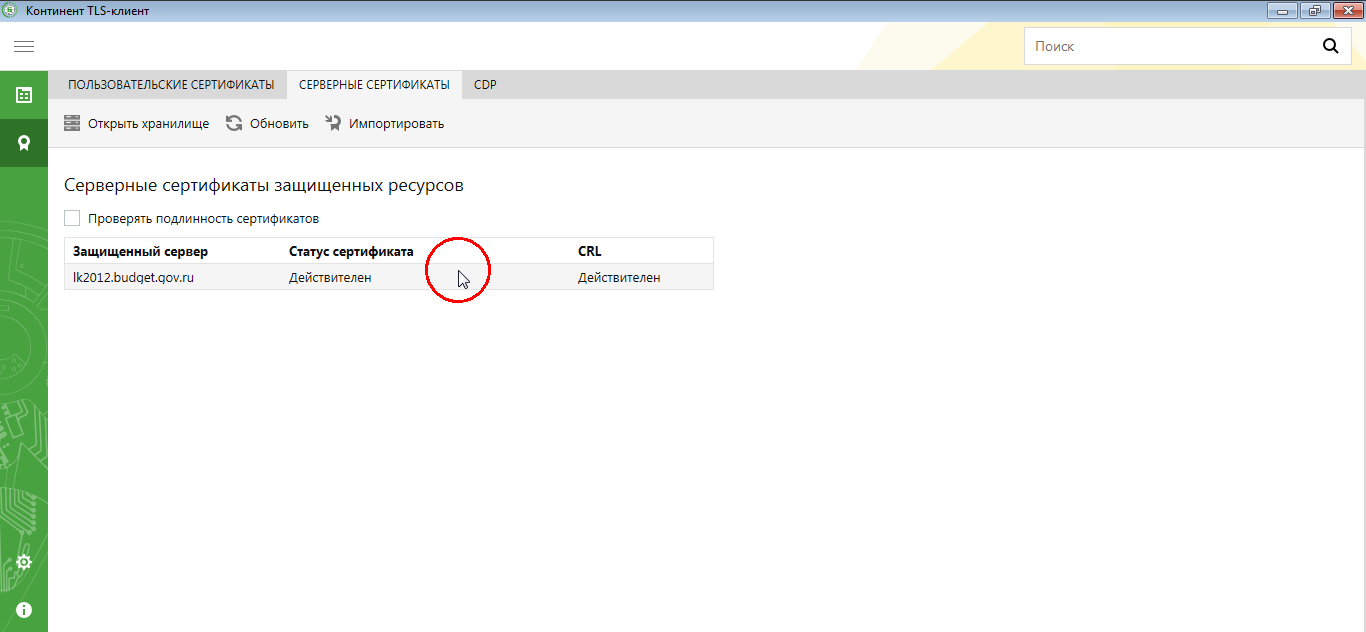 Континент TLS-клиент
Поиск
ПОЛЬЗОВАТЕЛЬСКИЕ СЕРТИФИКАТЫ СЕРВЕРНЫЕ СЕРТИФИКАТЫ CDP
Открыть хранилище Обновить Импортировать
Серверные сертификаты защищенных ресурсов
Проверять подлинность сертификатов
Защищенный сервер Статус сертификата CRL
lk2012.budget.gov.ru Действителен Действителен